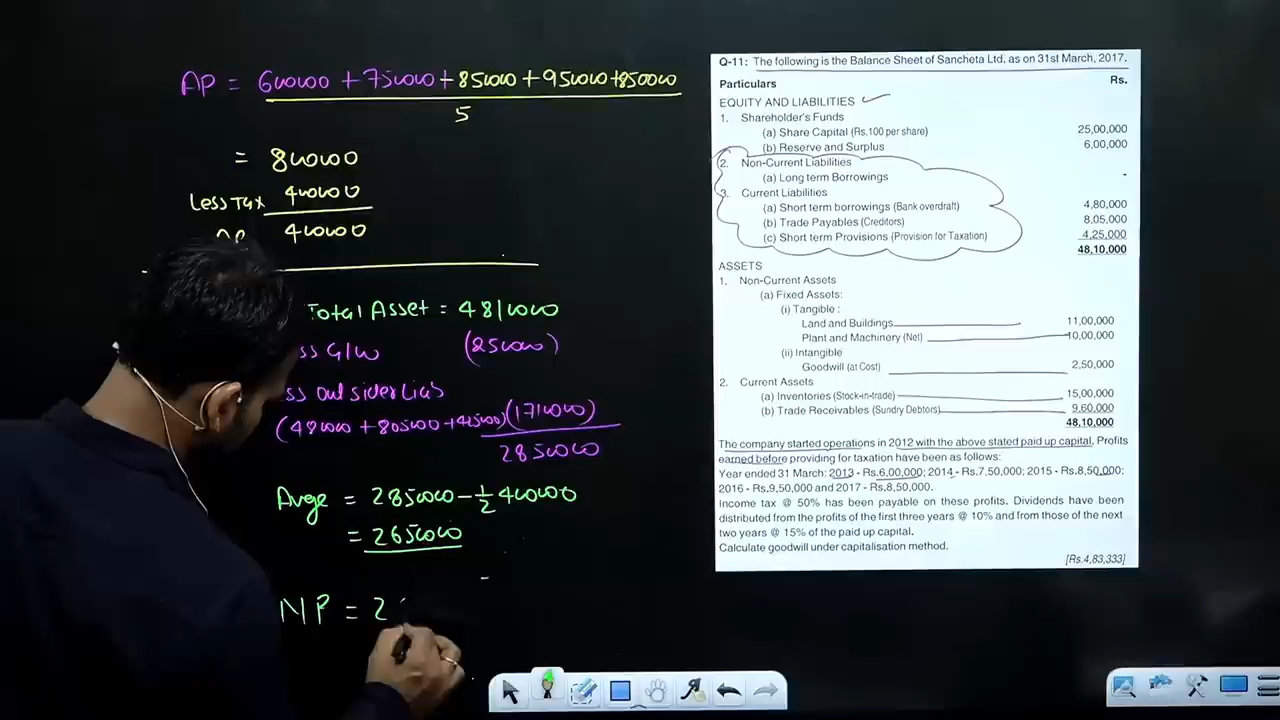 AP = 600000 + 750000 + 850000 + 950000 + 850000
5
= 800000
Less Tax 400000
400000
Total Asset = 4810000
ss G/W (250000)
ss outside Liab
(480000 + 805000 + 425000) (1710000)
2850000
Avge = 2850000 - 1/2 400000
= 2650000
NP = 2
Q-11: The following is the Balance Sheet of Sancheta Ltd. as on 31st March, 2017.
Particulars Rs.
EQUITY AND LIABILITIES
1. Shareholder's Funds
(a) Share Capital (Rs.100 per share) 25,00,000
(b) Reserve and Surplus 6,00,000
2. Non-Current Liabilities
(a) Long term Borrowings -
3. Current Liabilities
(a) Short term borrowings (Bank overdraft) 4,80,000
(b) Trade Payables (Creditors) 8,05,000
(c) Short term Provisions (Provision for Taxation) 4,25,000
48,10,000
ASSETS
1. Non-Current Assets
(a) Fixed Assets:
(i) Tangible :
Land and Buildings 11,00,000
Plant and Machinery (Net) 10,00,000
(ii) Intangible
Goodwill (at Cost) 2,50,000
2. Current Assets
(a) Inventories (Stock-in-trade) 15,00,000
(b) Trade Receivables (Sundry Debtors) 9,60,000
48,10,000
The company started operations in 2012 with the above stated paid up capital. Profits
earned before providing for taxation have been as follows:
Year ended 31 March: 2013 - Rs.6,00,000; 2014 - Rs.7,50,000; 2015 - Rs.8,50,000;
2016 - Rs.9,50,000 and 2017 - Rs.8,50,000.
Income tax @ 50% has been payable on these profits. Dividends have been
distributed from the profits of the first three years @ 10% and from those of the next
two years @ 15% of the paid up capital.
Calculate goodwill under capitalisation method.
[Rs.4,83,333]